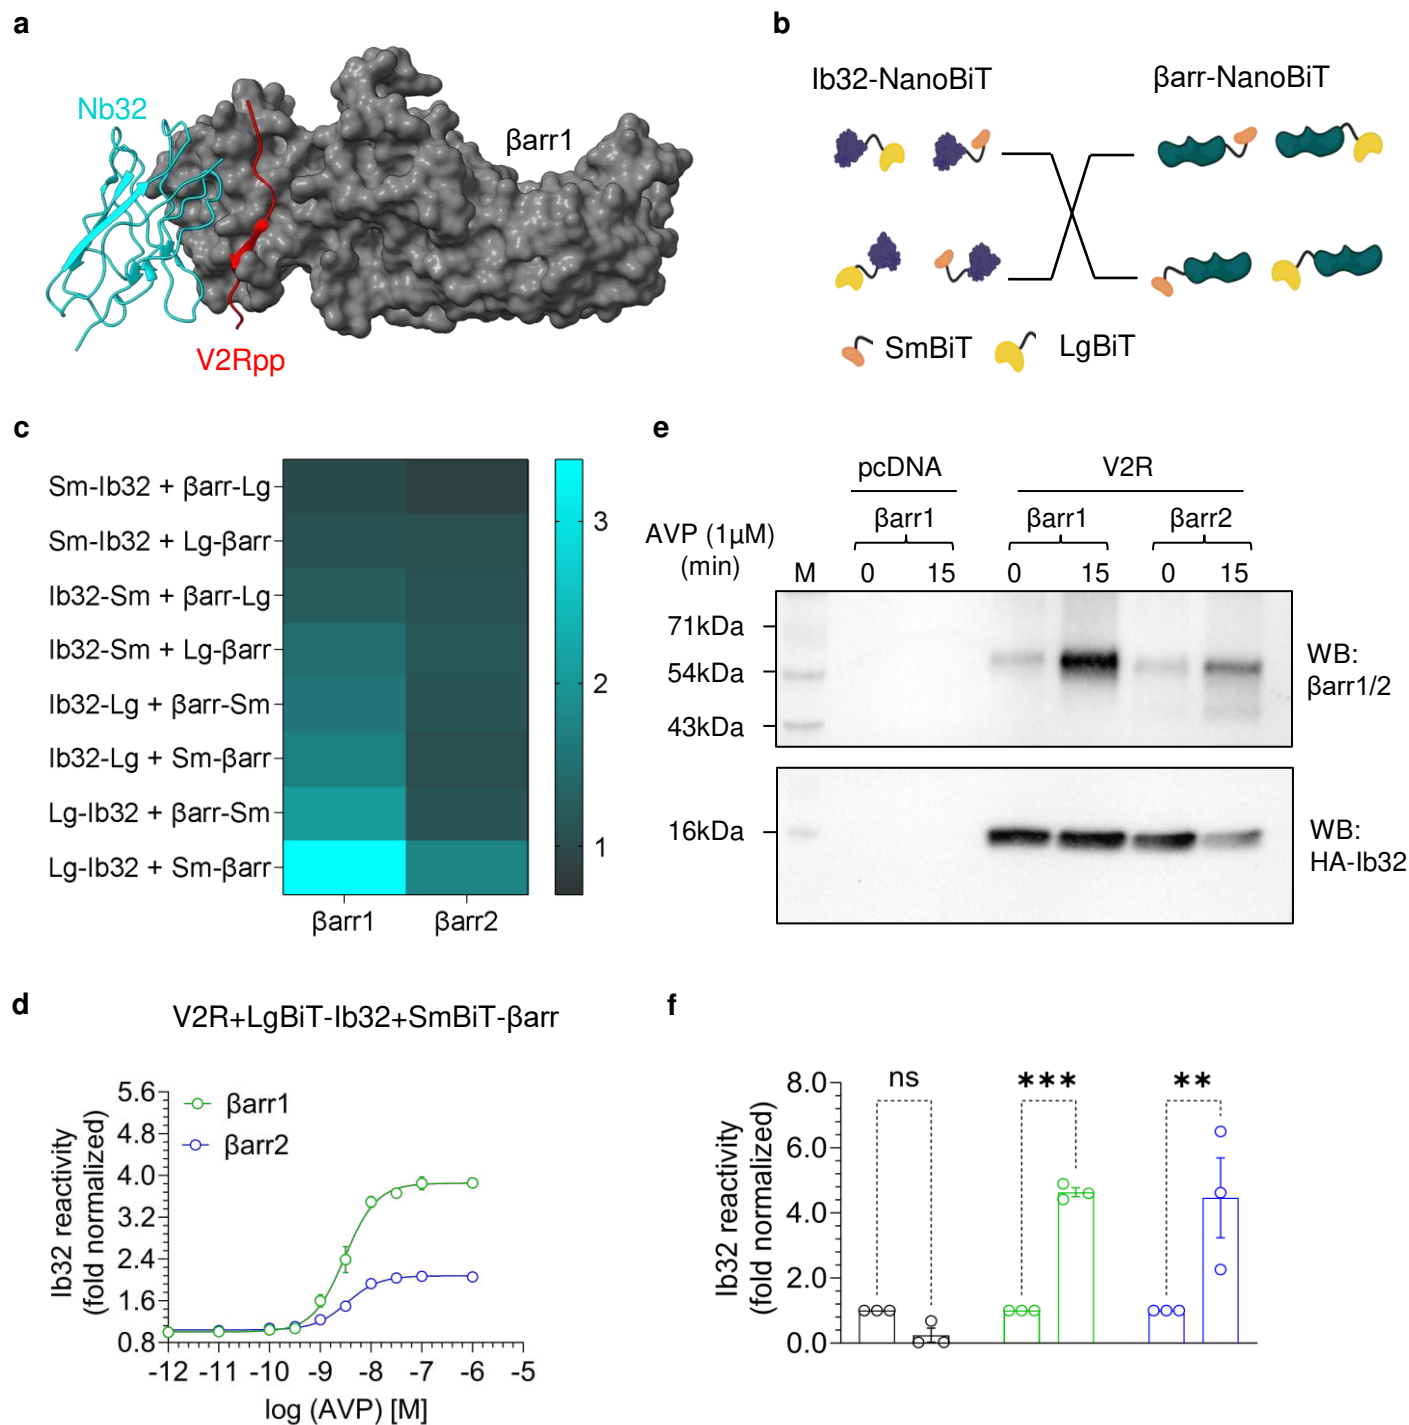 a
Nb32
βarr1
V2Rpp
b
Ib32-NanoBiT
βarr-NanoBiT
SmBiT
LgBiT
c
Sm-Ib32 + βarr-Lg
Sm-Ib32 + Lg-βarr
Ib32-Sm + βarr-Lg
Ib32-Sm + Lg-βarr
Ib32-Lg + βarr-Sm
Ib32-Lg + Sm-βarr
Lg-Ib32 + βarr-Sm
Lg-Ib32 + Sm-βarr
βarr1 βarr2
3
2
1
e
pcDNA V2R
βarr1 βarr1 βarr2
AVP (1µM)
(min)
M 0 15 0 15 0 15
71kDa
54kDa
43kDa
WB:
βarr1/2
16kDa
WB:
HA-Ib32
d
V2R+LgBiT-Ib32+SmBiT-βarr
Ib32 reactivity
(fold normalized)
5.6
4.8
4.0
3.2
2.4
1.6
0.8
βarr1
βarr2
-12 -11 -10 -9 -8 -7 -6 -5
log (AVP) [M]
f
Ib32 reactivity
(fold normalized)
8.0
6.0
4.0
2.0
0.0
ns *** **